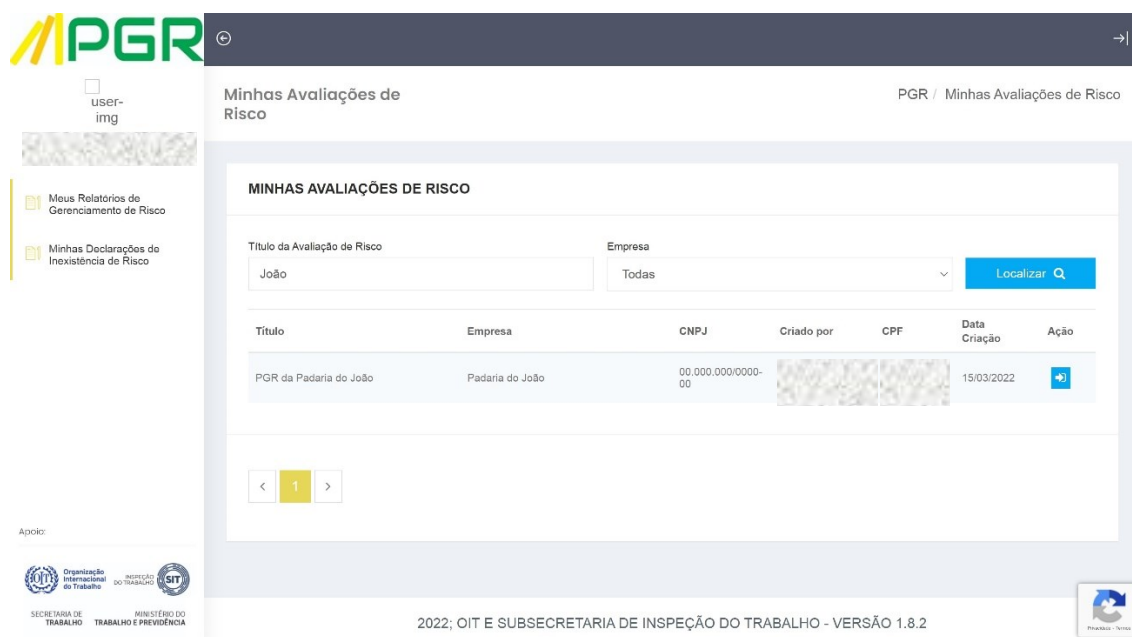 PGR
user-
img
Meus Relatórios de
Gerenciamento de Risco
Minhas Declarações de
Inexistência de Risco
Apoio:
OIT
Organização
Internacional
do Trabalho
INSPEÇÃO
DO TRABALHO
SIT
SECRETARIA DE
TRABALHO
MINISTÉRIO DO
TRABALHO E PREVIDÊNCIA
Minhas Avaliações de
Risco
PGR / Minhas Avaliações de Risco
MINHAS AVALIAÇÕES DE RISCO
Título da Avaliação de Risco
Empresa
João
Todas
Localizar
Título Empresa CNPJ Criado por CPF Data Criação Ação
PGR da Padaria do João Padaria do João 00.000.000/0000-00 15/03/2022
< 1 >
2022; OIT E SUBSECRETARIA DE INSPEÇÃO DO TRABALHO - VERSÃO 1.8.2
Privacidade - Termos